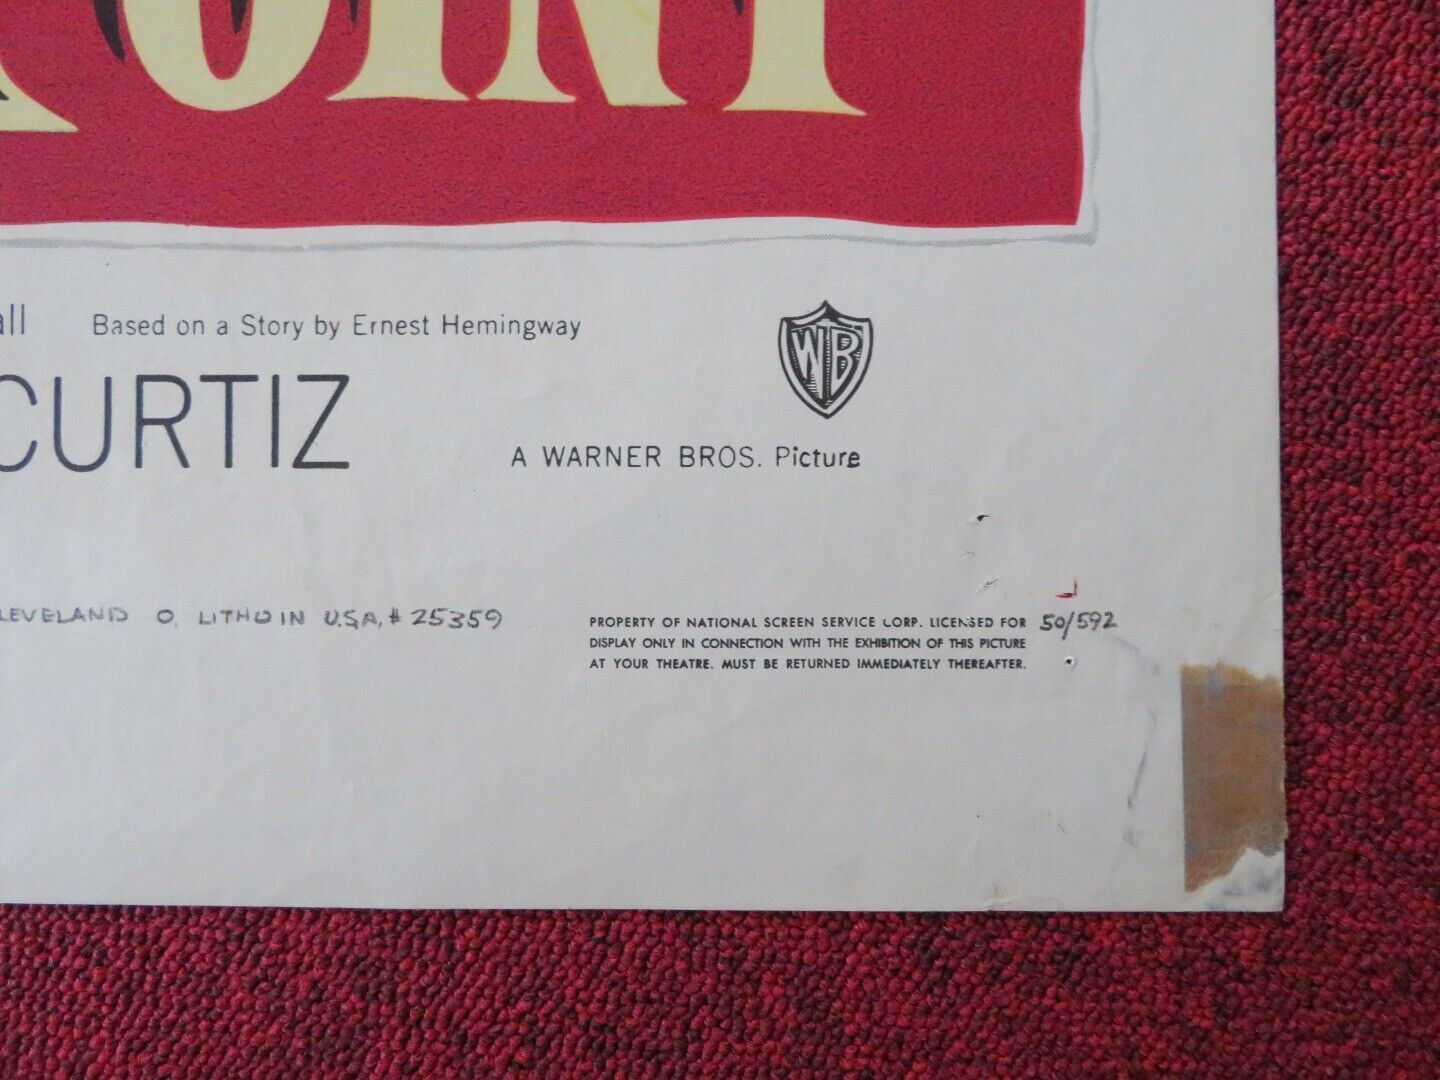 OINT
all Based on a Story by Ernest Hemingway
WB
CURTIZ
A WARNER BROS. Picture
LEVELAND O. LITHO IN U.S.A. # 25359
PROPERTY OF NATIONAL SCREEN SERVICE CORP. LICENSED FOR 50/592
DISPLAY ONLY IN CONNECTION WITH THE EXHIBITION OF THIS PICTURE
AT YOUR THEATRE. MUST BE RETURNED IMMEDIATELY THEREAFTER.